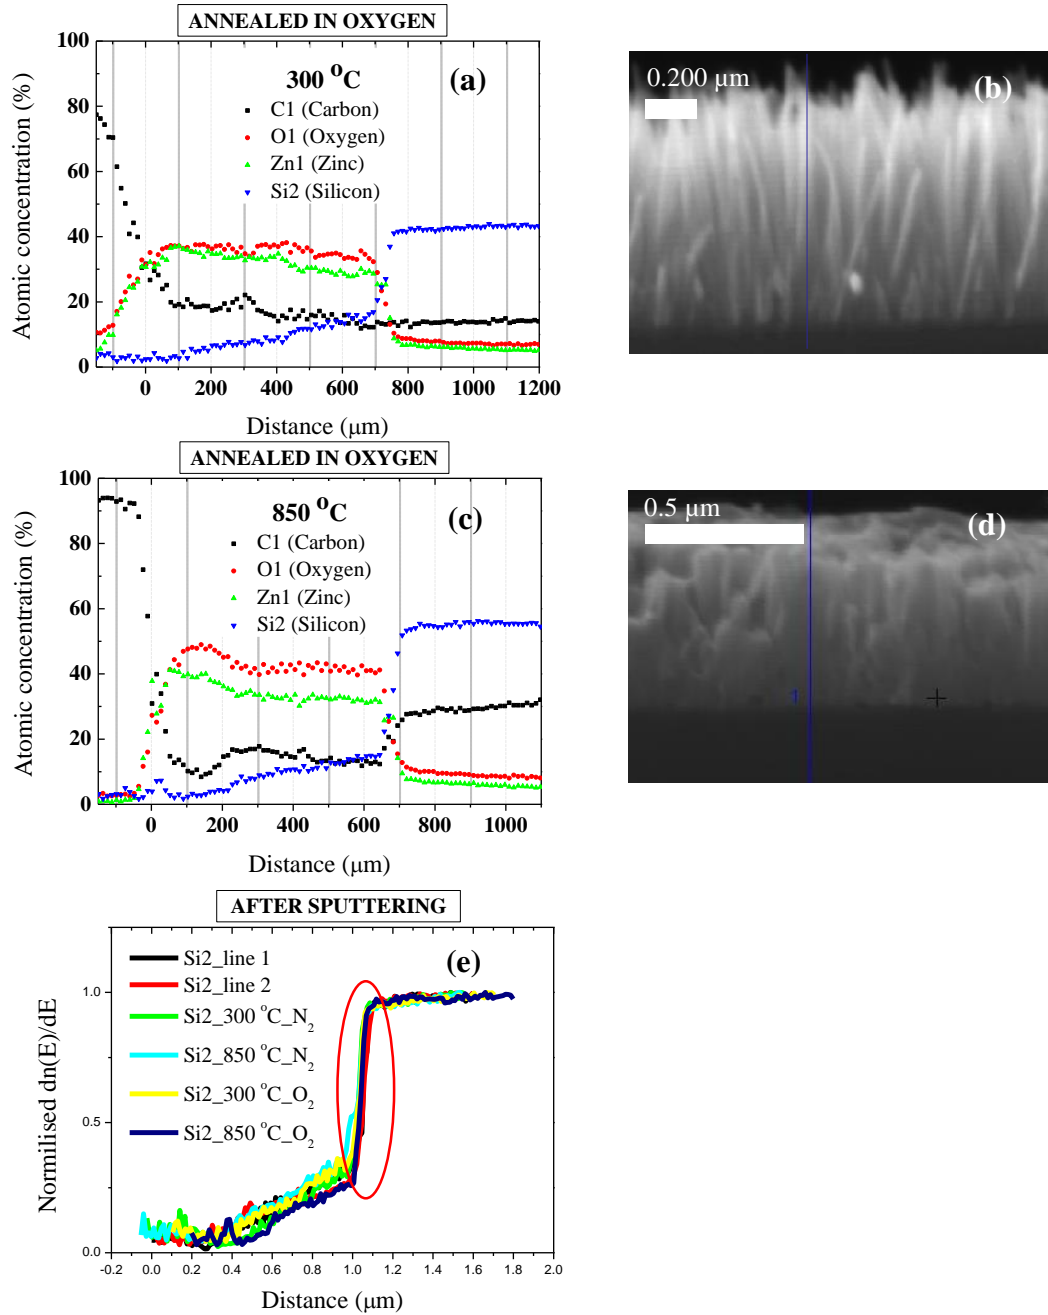 ANNEALED IN OXYGEN
100
80
60
40
20
0
Atomic concentration (%)
300 °C
(a)
C1 (Carbon)
O1 (Oxygen)
Zn1 (Zinc)
Si2 (Silicon)
0 200 400 600 800 1000 1200
Distance (µm)
0.200 µm
(b)
ANNEALED IN OXYGEN
100
80
60
40
20
0
Atomic concentration (%)
850 °C
(c)
C1 (Carbon)
O1 (Oxygen)
Zn1 (Zinc)
Si2 (Silicon)
0 200 400 600 800 1000
Distance (µm)
0.5 µm
(d)
1
AFTER SPUTTERING
1.0
0.5
0.0
Normilised dn(E)/dE
(e)
Si2_line 1
Si2_line 2
Si2_300 °C_N₂
Si2_850 °C_N₂
Si2_300 °C_O₂
Si2_850 °C_O₂
-0.2 0.0 0.2 0.4 0.6 0.8 1.0 1.2 1.4 1.6 1.8 2.0
Distance (µm)